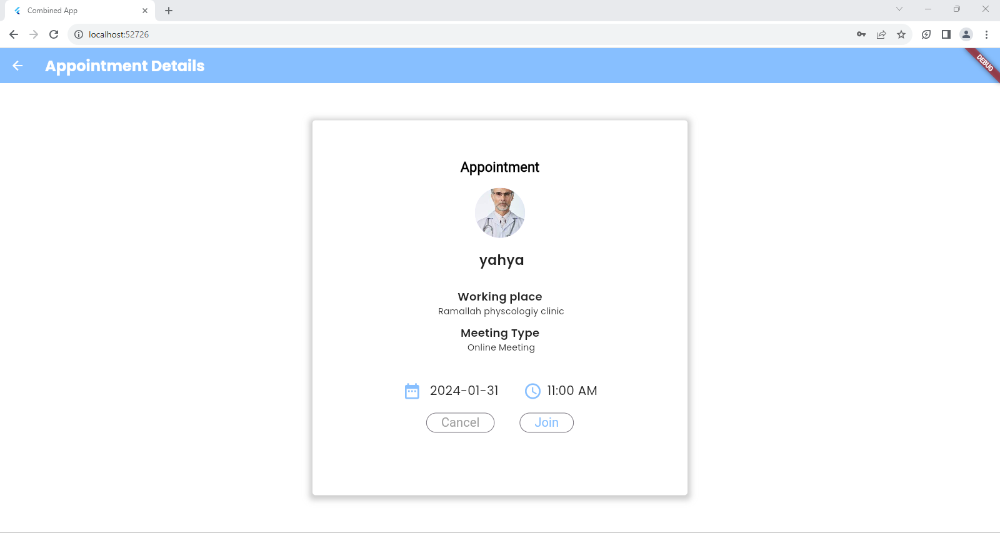 Combined App
localhost:52726
Appointment Details
DEBUG
Appointment
yahya
Working place
Ramallah physcologiy clinic
Meeting Type
Online Meeting
2024-01-31 11:00 AM
Cancel Join